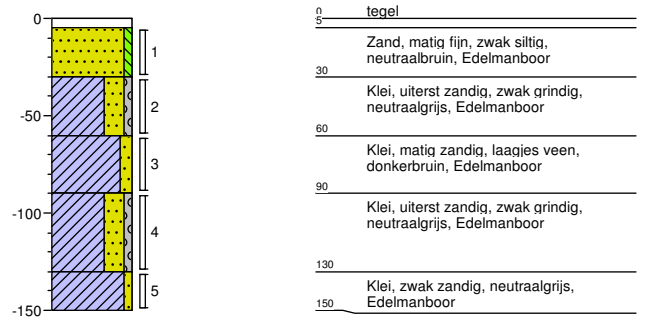 0
-50
-100
-150
1
2
3
4
5
0 tegel
5
Zand, matig fijn, zwak siltig,
neutraalbruin, Edelmanboor
30
Klei, uiterst zandig, zwak grindig,
neutraalgrijs, Edelmanboor
60
Klei, matig zandig, laagjes veen,
donkerbruin, Edelmanboor
90
Klei, uiterst zandig, zwak grindig,
neutraalgrijs, Edelmanboor
130
Klei, zwak zandig, neutraalgrijs,
Edelmanboor
150